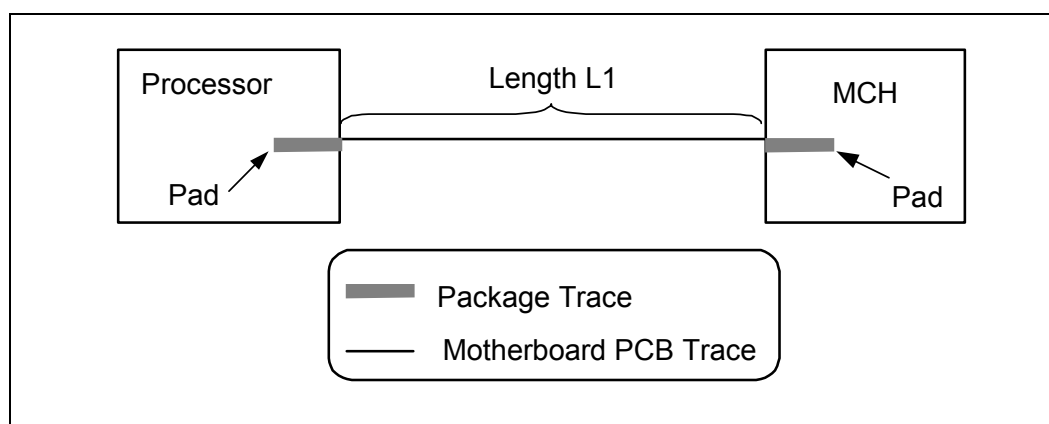 Processor
Length L1
MCH
Pad
Pad
Package Trace
Motherboard PCB Trace